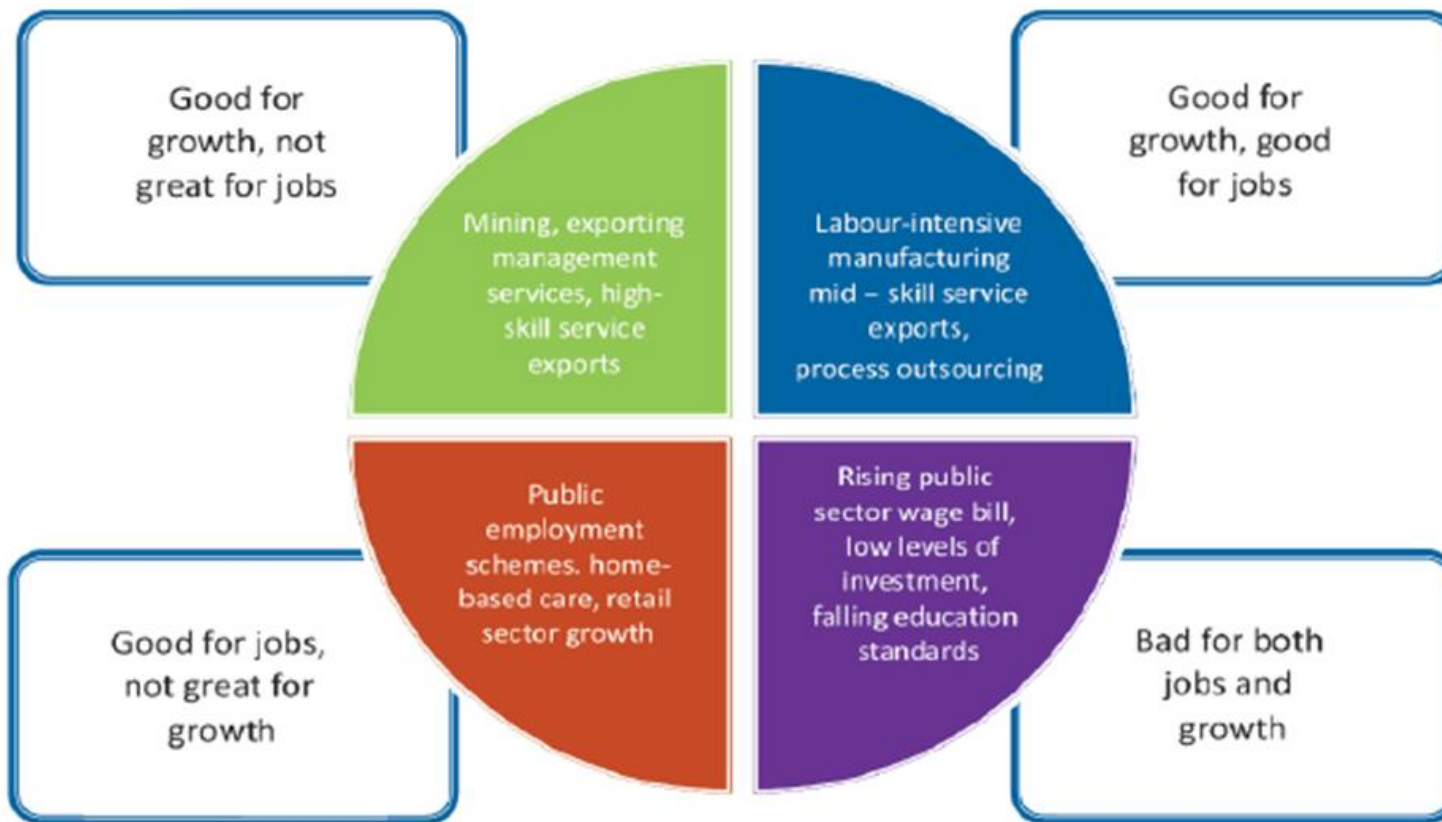 Good for
growth, not
great for jobs
Good for
growth, good
for jobs
Mining, exporting
management
services, high-
skill service
exports
Labour-intensive
manufacturing
mid – skill service
exports,
process outsourcing
Public
employment
schemes. home-
based care, retail
sector growth
Rising public
sector wage bill,
low levels of
investment,
falling education
standards
Good for jobs,
not great for
growth
Bad for both
jobs and
growth